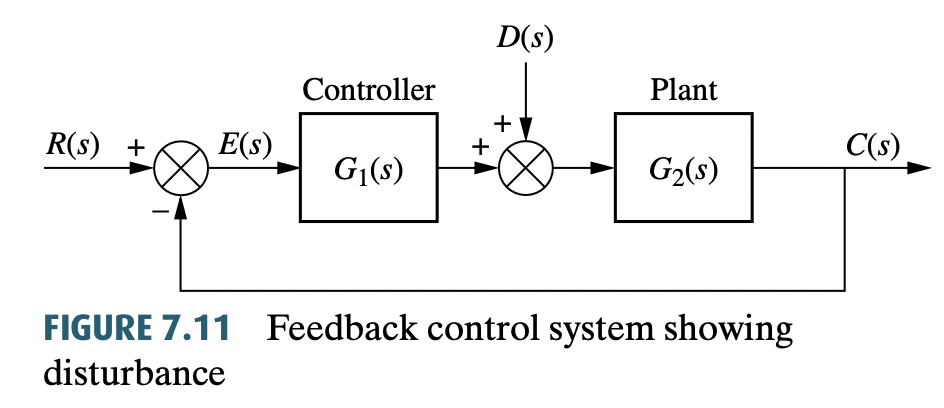 D(s)
Controller
Plant
R(s) + E(s) G₁(s) + + G₂(s) C(s)
−
FIGURE 7.11 Feedback control system showing
disturbance